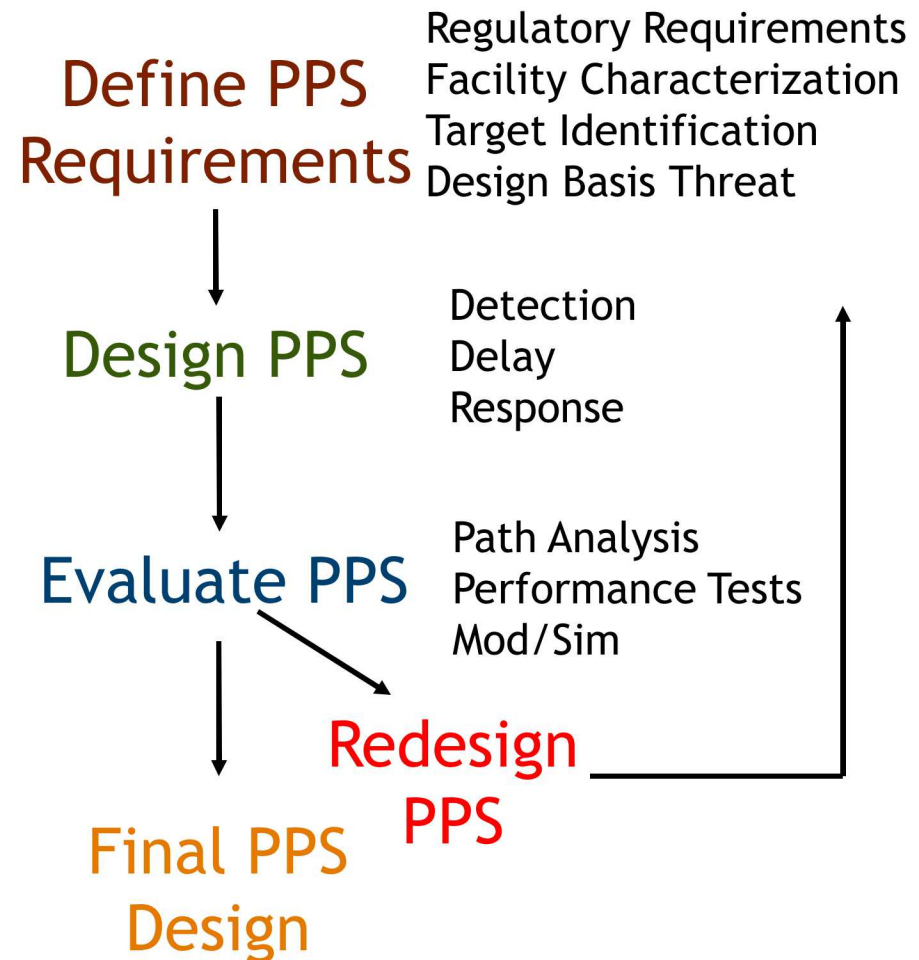 Define PPS
Requirements
Regulatory Requirements
Facility Characterization
Target Identification
Design Basis Threat
Design PPS
Detection
Delay
Response
Evaluate PPS
Path Analysis
Performance Tests
Mod/Sim
Redesign
PPS
Final PPS
Design